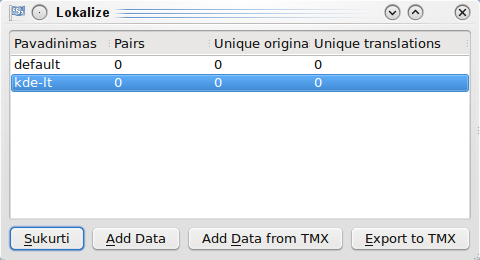 Lokalize
Pavadinimas Pairs Unique origina Unique translations
default 0 0 0
kde-lt 0 0 0
Sukurti Add Data Add Data from TMX Export to TMX